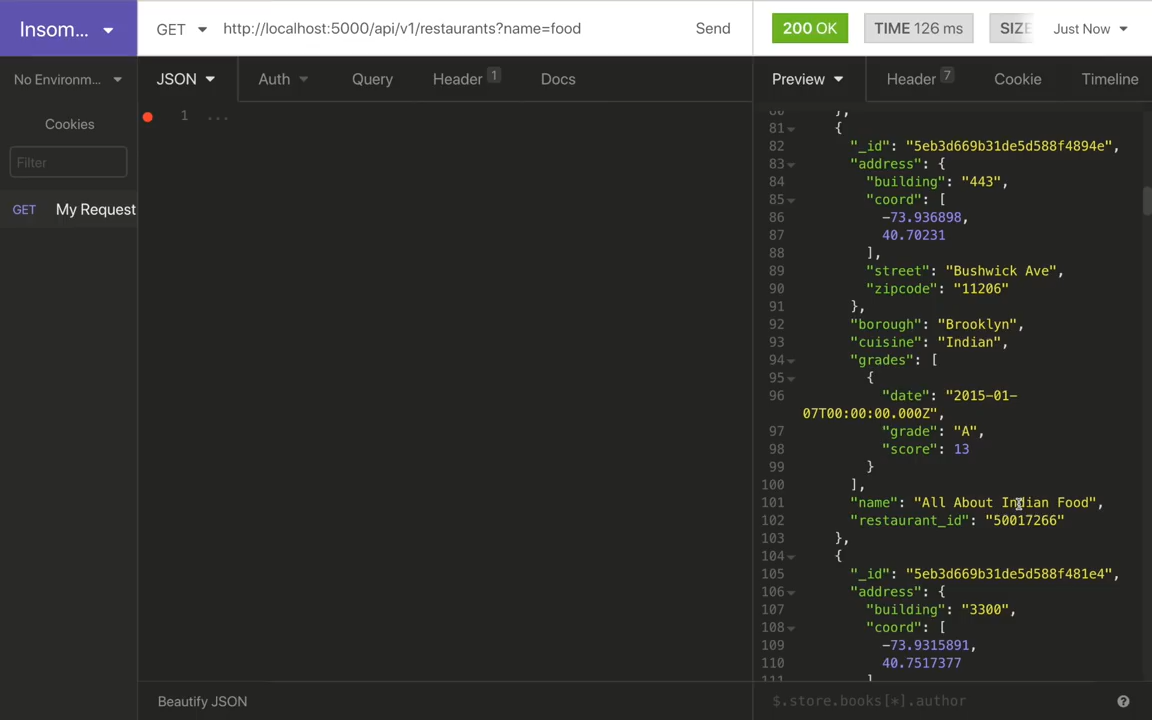 Insom...
GET
http://localhost:5000/api/v1/restaurants?name=food
Send
200 OK
TIME 126 ms
SIZE
Just Now
No Environm...
JSON
Auth
Query
Header 1
Docs
Preview
Header 7
Cookie
Timeline
Cookies
Filter
GET My Request
1 ...
80 },
81 {
82 "_id": "5eb3d669b31de5d588f4894e",
83 "address": {
84 "building": "443",
85 "coord": [
86 -73.936898,
87 40.70231
88 ],
89 "street": "Bushwick Ave",
90 "zipcode": "11206"
91 },
92 "borough": "Brooklyn",
93 "cuisine": "Indian",
94 "grades": [
95 {
96 "date": "2015-01-
07T00:00:00.000Z",
97 "grade": "A",
98 "score": 13
99 }
100 ],
101 "name": "All About Indian Food",
102 "restaurant_id": "50017266"
103 },
104 {
105 "_id": "5eb3d669b31de5d588f481e4",
106 "address": {
107 "building": "3300",
108 "coord": [
109 -73.9315891,
110 40.7517377
111 ]
Beautify JSON
$.store.books[*].author